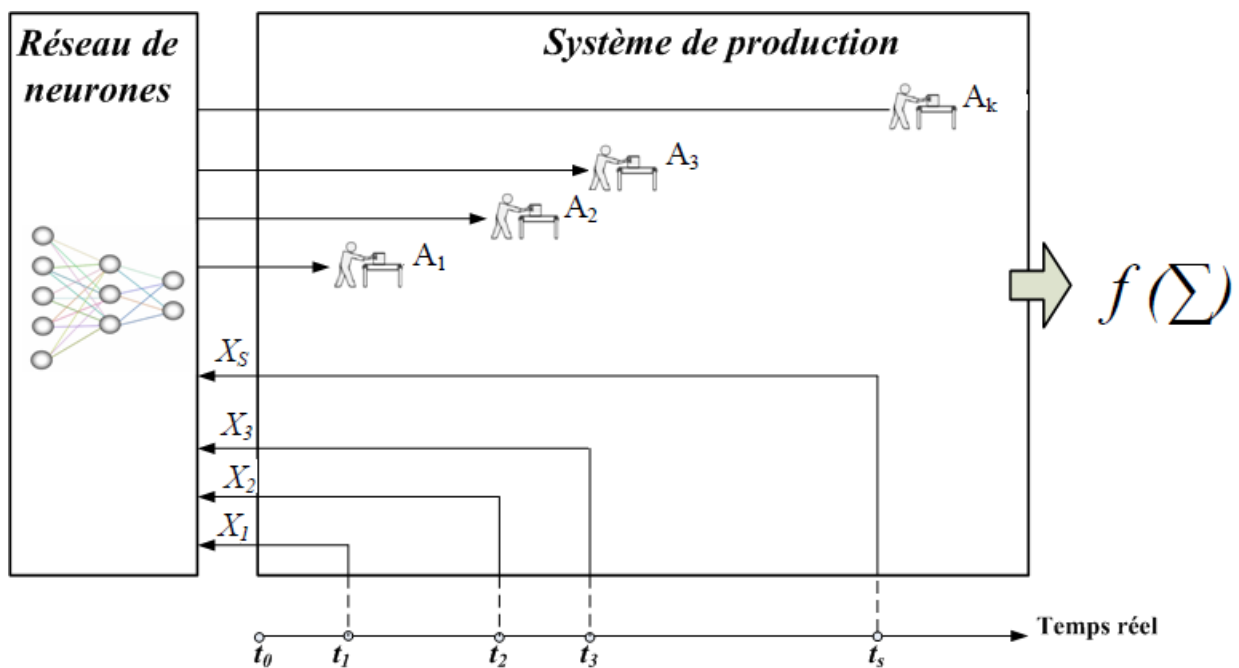 Réseau de
neurones
Système de production
Aₖ
A₃
A₂
A₁
f (∑)
X_S
X₃
X₂
X₁
Temps réel
t₀ t₁ t₂ t₃ tₛ